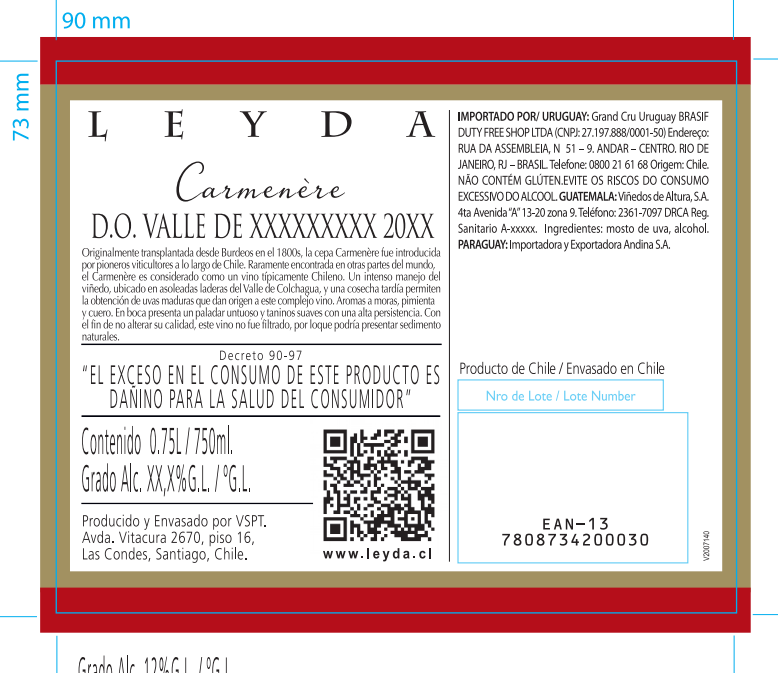 90 mm
73 mm
LEYDA
Carmenère
D.O. VALLE DE XXXXXXXXX 20XX
Originalmente transplantada desde Burdeos en el 1800s, la cepa Carmenère fue introducida
por pioneros viticultores a lo largo de Chile. Raramente encontrada en otras partes del mundo,
el Carmenère es considerado como un vino típicamente Chileno. Un intenso manejo del
viñedo, ubicado en asoleadas laderas del Valle de Colchagua, y una cosecha tardía permiten
la obtención de uvas maduras que dan origen a este complejo vino. Aromas a moras, pimienta
y cuero. En boca presenta un paladar untuoso y taninos suaves con una alta persistencia. Con
el fin de no alterar su calidad, este vino no fue filtrado, por loque podría presentar sedimento
naturales.
Decreto 90-97
“EL EXCESO EN EL CONSUMO DE ESTE PRODUCTO ES
DAÑINO PARA LA SALUD DEL CONSUMIDOR”
Contenido 0.75L / 750ml.
Grado Alc. XX,X%G.L. / ºG.L.
Producido y Envasado por VSPT.
Avda. Vitacura 2670, piso 16,
Las Condes, Santiago, Chile.
www.leyda.cl
IMPORTADO POR/ URUGUAY: Grand Cru Uruguay BRASIF
DUTY FREE SHOP LTDA (CNPJ: 27.197.888/0001-50) Endereço:
RUA DA ASSEMBLEIA, N 51 – 9. ANDAR – CENTRO. RIO DE
JANEIRO, RJ – BRASIL. Telefone: 0800 21 61 68 Origem: Chile.
NÃO CONTÉM GLÚTEN.EVITE OS RISCOS DO CONSUMO
EXCESSIVO DO ALCOOL. GUATEMALA: Viñedos de Altura, S.A.
4ta Avenida “A” 13-20 zona 9. Teléfono: 2361-7097 DRCA Reg.
Sanitario A-xxxxx. Ingredientes: mosto de uva, alcohol.
PARAGUAY: Importadora y Exportadora Andina S.A.
Producto de Chile / Envasado en Chile
Nro de Lote / Lote Number
EAN-13
7808734200030
V2007140
Grado Alc. 12%G.L. / ºG.L.